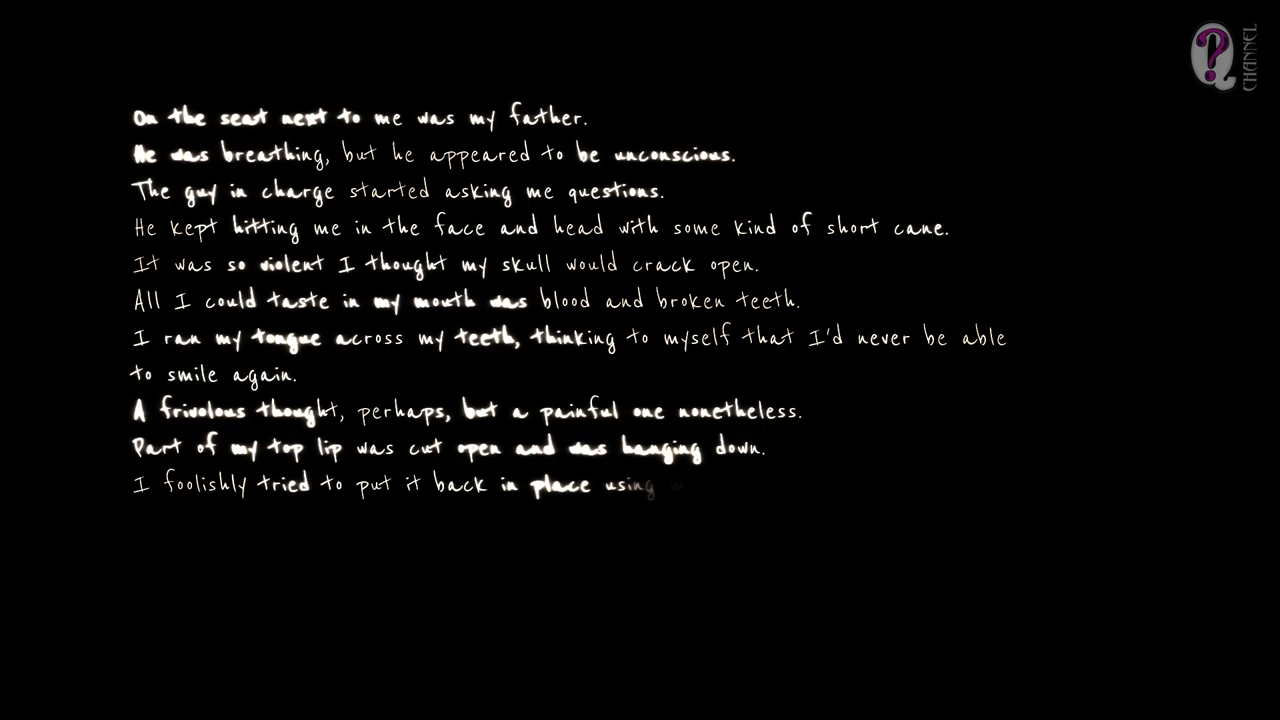 On the seat next to me was my father.
He was breathing, but he appeared to be unconscious.
The guy in charge started asking me questions.
He kept hitting me in the face and head with some kind of short cane.
It was so violent I thought my skull would crack open.
All I could taste in my mouth was blood and broken teeth.
I ran my tongue across my teeth, thinking to myself that I'd never be able
to smile again.
A frivolous thought, perhaps, but a painful one nonetheless.
Part of my top lip was cut open and was hanging down.
I foolishly tried to put it back in place using
Q CHANNEL